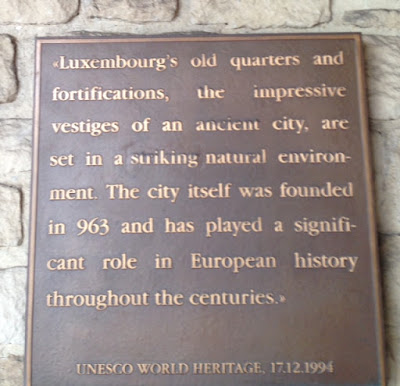 «Luxembourg's old quarters and
fortifications, the impressive
vestiges of an ancient city, are
set in a striking natural environ-
ment. The city itself was founded
in 963 and has played a signifi-
cant role in European history
throughout the centuries.»
UNESCO WORLD HERITAGE, 17.12.1994